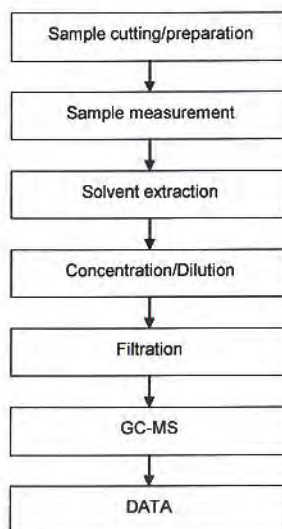 Sample cutting/preparation
Sample measurement
Solvent extraction
Concentration/Dilution
Filtration
GC-MS
DATA